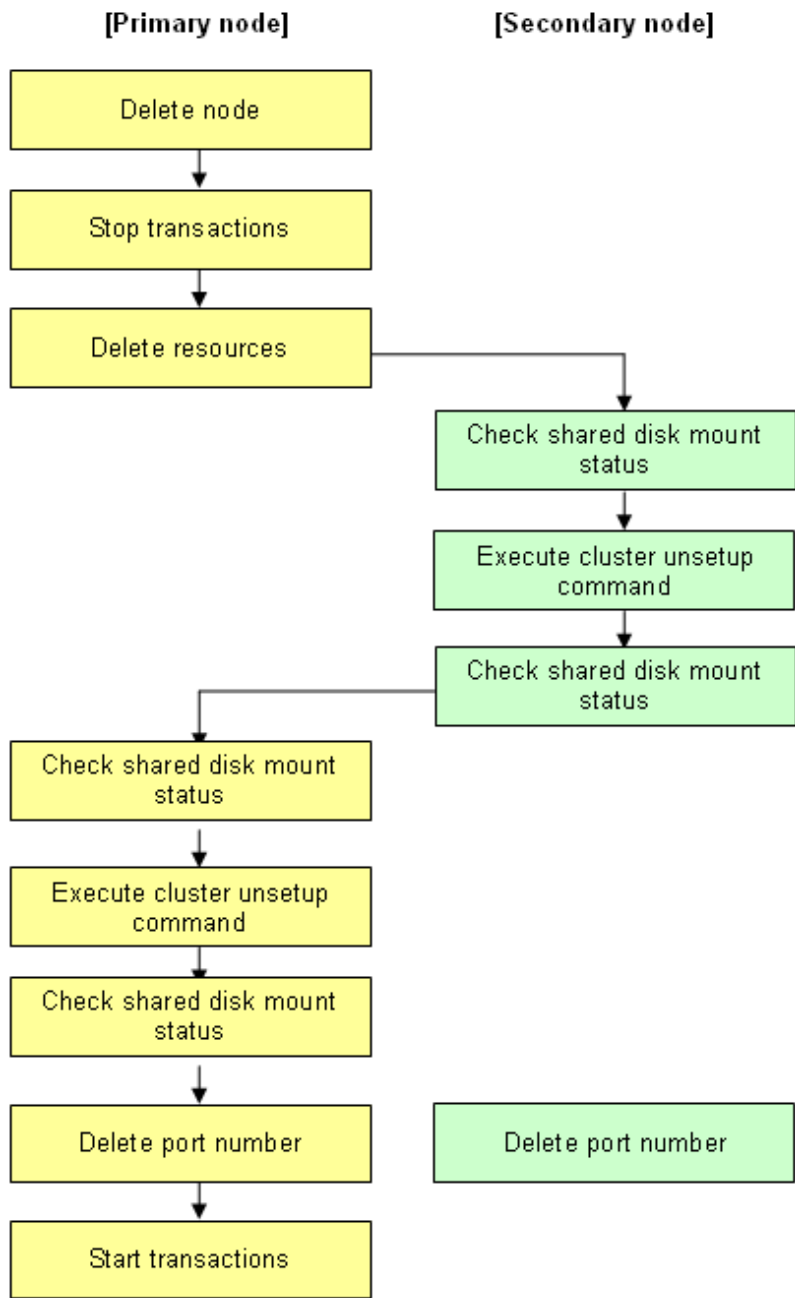 [Primary node]
[Secondary node]
Delete node
Stop transactions
Delete resources
Check shared disk mount
status
Execute cluster unsetup
command
Check shared disk mount
status
Check shared disk mount
status
Execute cluster unsetup
command
Check shared disk mount
status
Delete port number
Delete port number
Start transactions